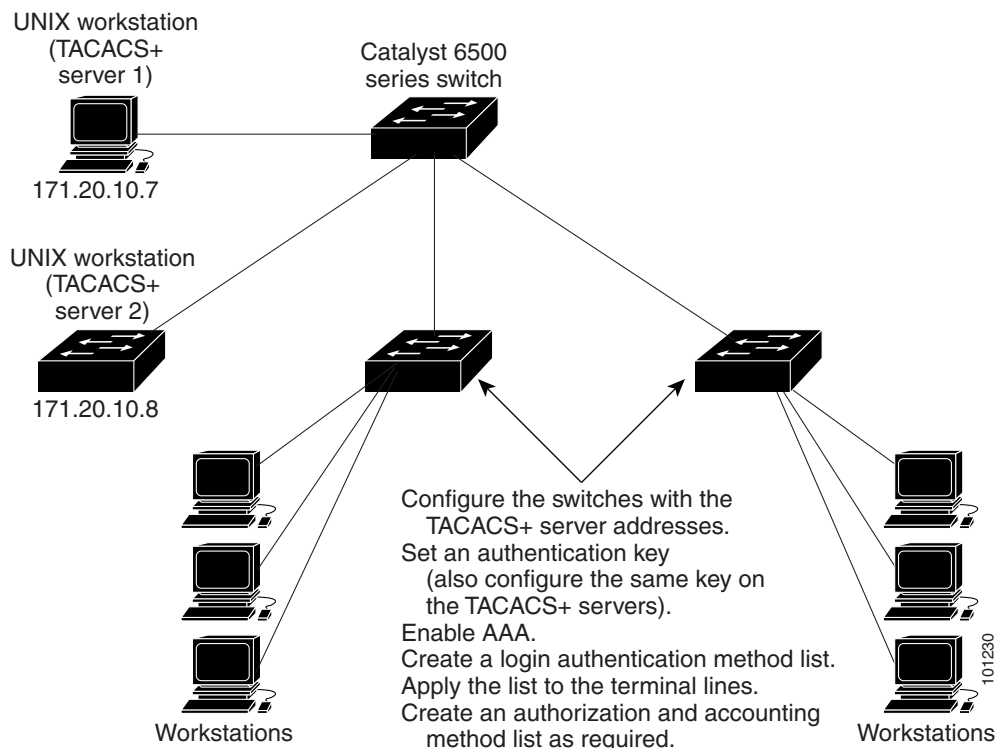 UNIX workstation
(TACACS+
server 1)
171.20.10.7
Catalyst 6500
series switch
UNIX workstation
(TACACS+
server 2)
171.20.10.8
Configure the switches with the
TACACS+ server addresses.
Set an authentication key
(also configure the same key on
the TACACS+ servers).
Enable AAA.
Create a login authentication method list.
Apply the list to the terminal lines.
Create an authorization and accounting
method list as required.
Workstations
Workstations
101230